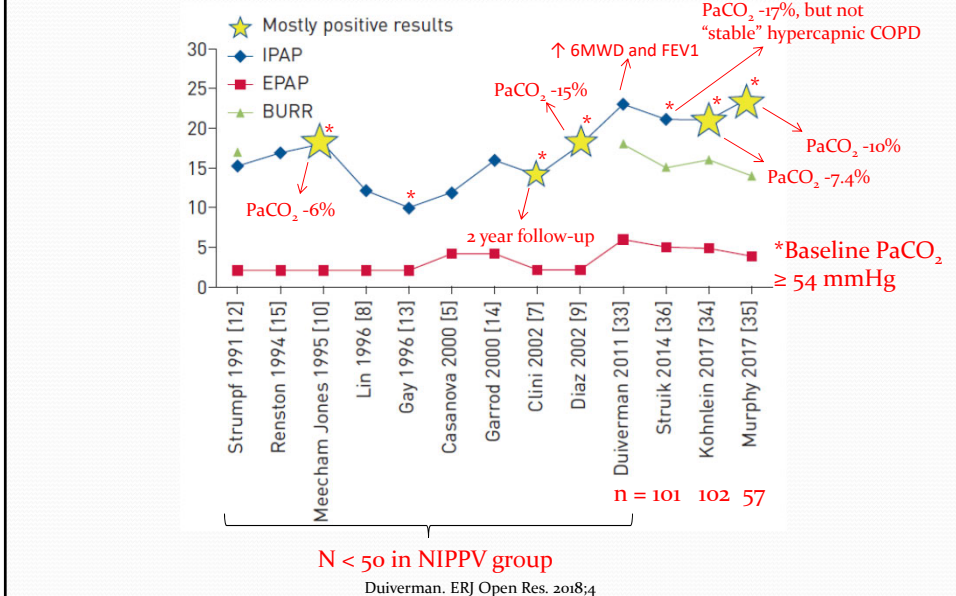 PaCO₂ -17%, but not
“stable” hypercapnic COPD
Mostly positive results
IPAP
EPAP
BURR
↑ 6MWD and FEV1
PaCO₂ -15%
30
25
20
15
10
5
0
*
*
*
*
*
*
*
PaCO₂ -6%
2 year follow-up
PaCO₂ -10%
PaCO₂ -7.4%
*Baseline PaCO₂
≥ 54 mmHg
Strumpf 1991 [12]
Renston 1994 [15]
Meecham Jones 1995 [10]
Lin 1996 [8]
Gay 1996 [13]
Casanova 2000 [5]
Garrod 2000 [14]
Clini 2002 [7]
Diaz 2002 [9]
Duiverman 2011 [33]
Struik 2014 [36]
Kohnlein 2017 [34]
Murphy 2017 [35]
n = 101 102 57
N < 50 in NIPPV group
Duiverman. ERJ Open Res. 2018;4